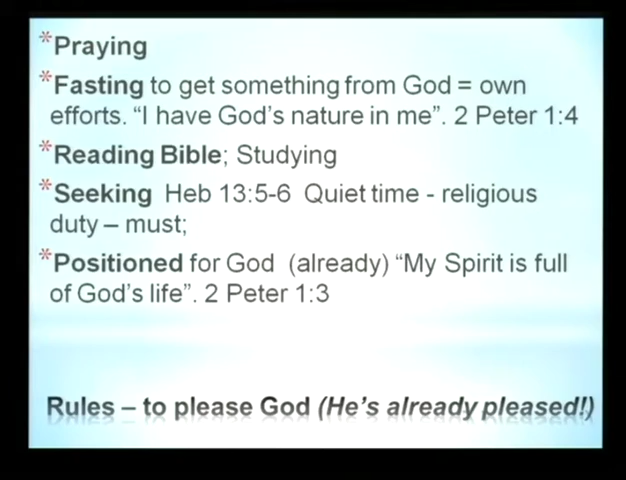 *Praying
*Fasting to get something from God = own
efforts. “I have God’s nature in me”. 2 Peter 1:4
*Reading Bible; Studying
*Seeking Heb 13:5-6 Quiet time - religious
duty – must;
*Positioned for God (already) “My Spirit is full
of God’s life”. 2 Peter 1:3
Rules – to please God (He’s already pleased!)